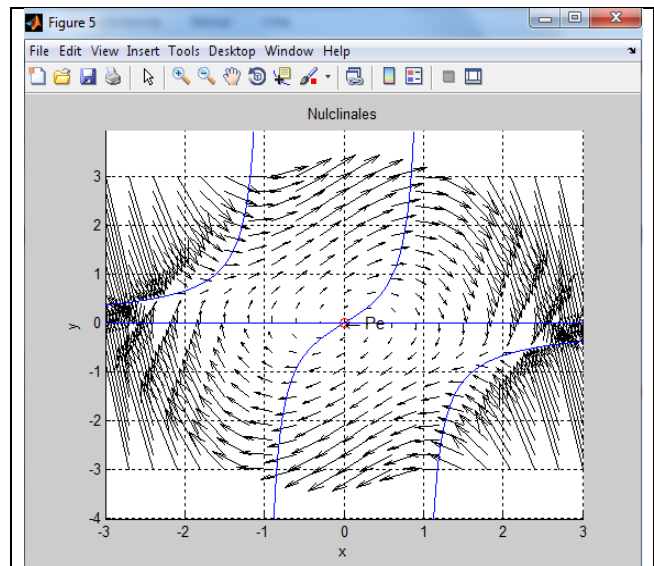 Figure 5
File Edit View Insert Tools Desktop Window Help
Nulclinales
3
2
1
0
-1
-2
-3
-4
y
Pe
-3 -2 -1 0 1 2 3
x